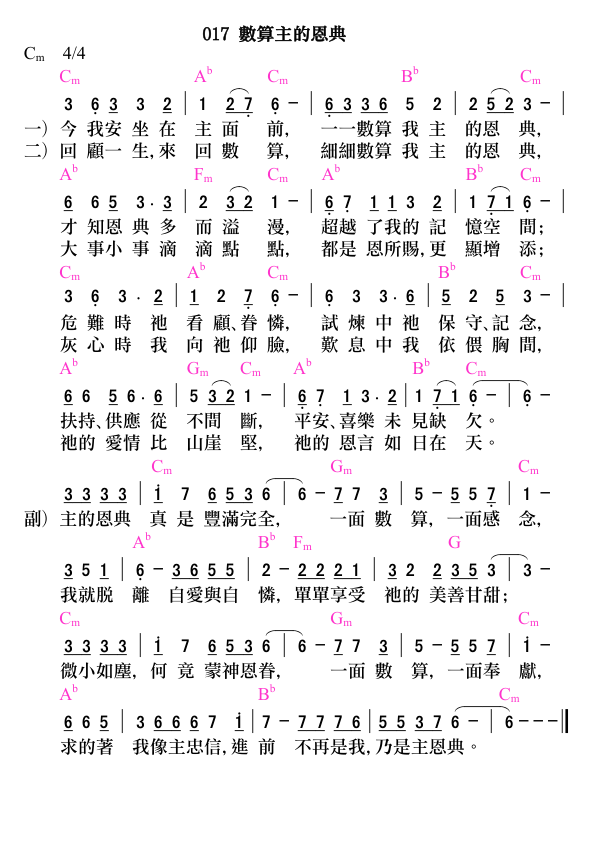 017 數算主的恩典
Cm 4/4
Cm Ab Cm Bb Cm
3 6 3 3 2 | 1 2 7 6 - | 6 3 3 6 5 2 | 2 5 2 3 - |
一) 今 我安 坐 在 主 面 前, 一一數算 我 主 的恩 典,
二) 回 顧一 生, 來 回 數 算, 細細數算 我 主 的恩 典,
Ab Fm Cm Ab Bb Cm
6 6 5 3 . 3 | 2 3 2 1 - | 6 7 1 1 3 2 | 1 7 1 6 - |
才 知恩 典 多 而 溢 漫, 超越 了我的 記 憶空 間;
大 事小 事 滴 滴 點 點, 都是 恩所賜, 更 顯增 添;
Cm Ab Cm Bb Cm
3 6 3 . 2 | 1 2 7 6 - | 6 3 3 . 6 | 5 2 5 3 - |
危 難 時 祂 看 顧、眷 憐, 試 煉 中 祂 保 守、記 念,
灰 心 時 我 向 祂 仰 臉, 歎 息 中 我 依 偎 胸 間,
Ab Gm Cm Ab Bb Cm
6 6 5 6 . 6 | 5 3 2 1 - | 6 7 1 3 . 2 | 1 7 1 6 - | 6 -
扶持、供應 從 不間 斷, 平安、喜樂 未 見缺 欠。
祂的 愛情 比 山崖 堅, 祂的 恩言 如 日在 天。
Cm Gm Cm
3 3 3 3 | i 7 6 5 3 6 | 6 - 7 7 3 | 5 - 5 5 7 | 1 -
副) 主的恩典 真 是 豐滿完全, 一面 數 算, 一面感 念,
Ab Bb Fm G
3 5 1 | 6 - 3 6 5 5 | 2 - 2 2 2 1 | 3 2 2 3 5 3 | 3 -
我就脱 離 自愛與自 憐, 單單享受 祂的 美善甘甜;
Cm Gm Cm
3 3 3 3 | i 7 6 5 3 6 | 6 - 7 7 3 | 5 - 5 5 7 | i -
微小如塵, 何 竟 蒙神恩眷, 一面 數 算, 一面奉 獻,
Ab Bb Cm
6 6 5 | 3 6 6 6 7 i | 7 - 7 7 7 6 | 5 5 3 7 6 - | 6 - - - ||
求的著 我像主忠信, 進 前 不再是我, 乃是主恩典。